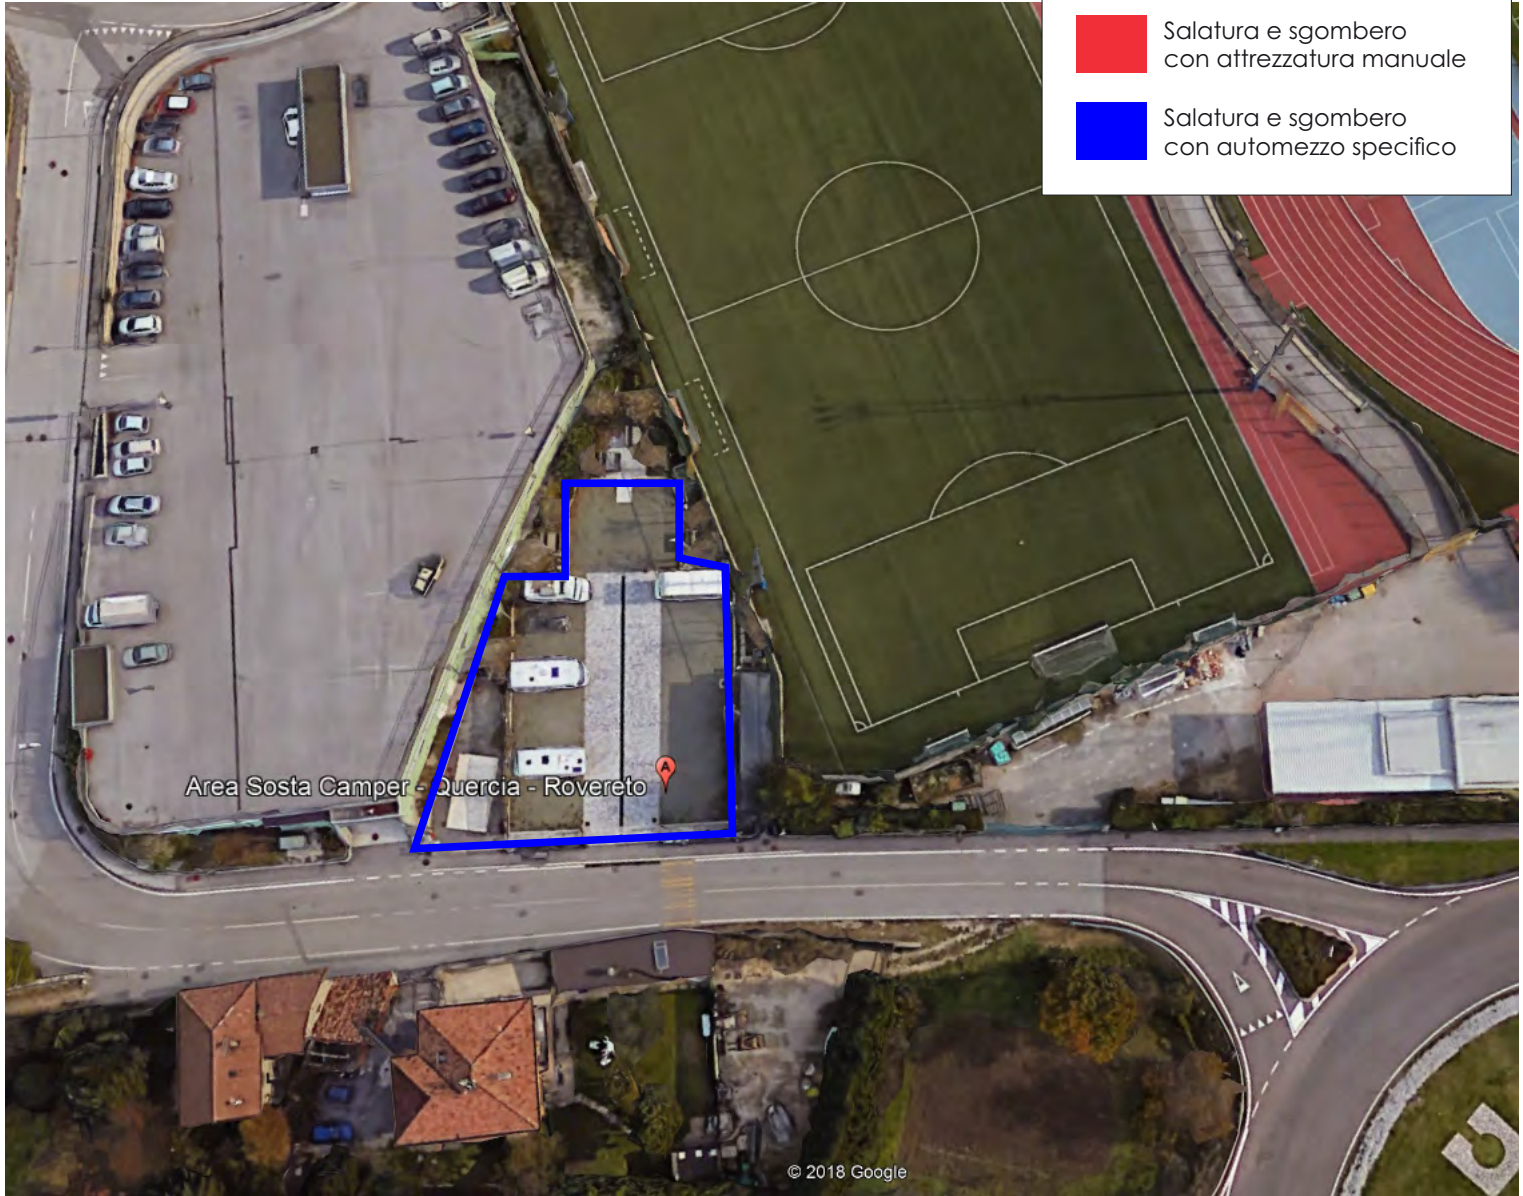 Salatura e sgombero
con attrezzatura manuale
Salatura e sgombero
con automezzo specifico
A
Area Sosta Camper - Quercia - Rovereto
© 2018 Google